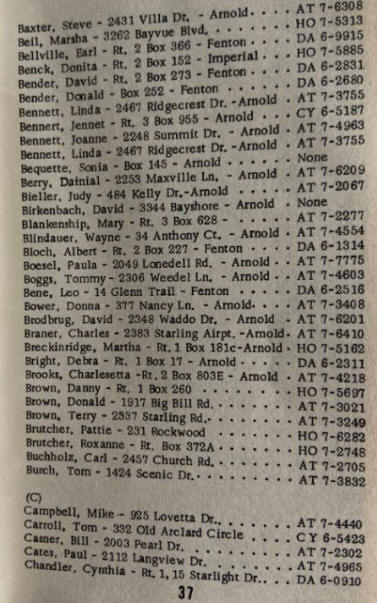 Baxter, Steve - 2431 Villa Dr. - Arnold. . . . AT 7-6308
Beil, Marsha - 3262 Bayvue Blvd. . . . . . . . HO 7-5313
Bellville, Earl - Rt. 2 Box 366 - Fenton . . . . DA 6-9915
Benck, Donita - Rt. 2 Box 152 - Imperial . . . HO 7-5885
Bender, David - Rt. 2 Box 273 - Fenton . . . . DA 6-2831
Bender, Donald - Box 252 - Fenton . . . . . . DA 6-2680
Bennett, Linda - 2467 Ridgecrest Dr. -Arnold . AT 7-3755
Bennert, Jennet - Rt. 3 Box 955 - Arnold . . . CY 6-5187
Bennett, Joanne - 2248 Summit Dr. - Arnold . . AT 7-4963
Bennett, Linda - 2467 Ridgecrest Dr. -Arnold . AT 7-3755
Bequette, Sonia - Box 145 - Arnold . . . . . . None
Berry, Dainial - 2253 Maxville Ln. - Arnold . . AT 7-6209
Bieller, Judy - 484 Kelly Dr.-Arnold . . . . . AT 7-2067
Birkenbach, David - 3344 Bayshore - Arnold . None
Blankenship, Mary - Rt. 3 Box 628 - . . . . . AT 7-2277
Blindauer, Wayne - 34 Anthony Ct. - Arnold . . AT 7-4554
Bloch, Albert - Rt. 2 Box 227 - Fenton . . . . DA 6-1314
Boesel, Paula - 2049 Lonedell Rd. - Arnold . . AT 7-7775
Boggs, Tommy - 2306 Weedel Ln. - Arnold . . AT 7-4603
Bene, Leo - 14 Glenn Trail - Fenton . . . . . DA 6-2516
Bower, Donna - 377 Nancy Ln. - Arnold. . . . AT 7-3408
Brodbrug, David - 2348 Waddo Dr. - Arnold . AT 7-6201
Braner, Charles - 2383 Starling Airpt. -Arnold. AT 7-6410
Breckinridge, Martha - Rt. 1 Box 181c-Arnold . HO 7-5162
Bright, Debra - Rt. 1 Box 17 - Arnold . . . . . DA 6-2311
Brooks, Charlesetta -Rt. 2 Box 803E - Arnold . AT 7-4218
Brown, Danny - Rt. 1 Box 260 . . . . . . . . HO 7-5697
Brown, Donald - 1917 Big Bill Rd. . . . . . . AT 7-3021
Brown, Terry - 2537 Starling Rd. . . . . . . . AT 7-3249
Brutcher, Pattie - 231 Rockwood . . . . . . . HO 7-6282
Brutcher, Roxanne - Rt. Box 372A . . . . . . HO 7-2748
Buchholz, Carl - 2457 Church Rd. . . . . . . AT 7-2705
Burch, Tom - 1424 Scenic Dr. . . . . . . . . AT 7-3832
(C)
Campbell, Mike - 925 Lovetta Dr. . . . . . . AT 7-4440
Carroll, Tom - 332 Old Arclard Circle . . . . CY 6-5423
Casner, Bill - 2003 Pearl Dr. . . . . . . . . AT 7-2302
Cates, Paul - 2112 Langview Dr. . . . . . . AT 7-4965
Chandler, Cynthia - Rt. 1, 15 Starlight Dr. . . . DA 6-0910
37